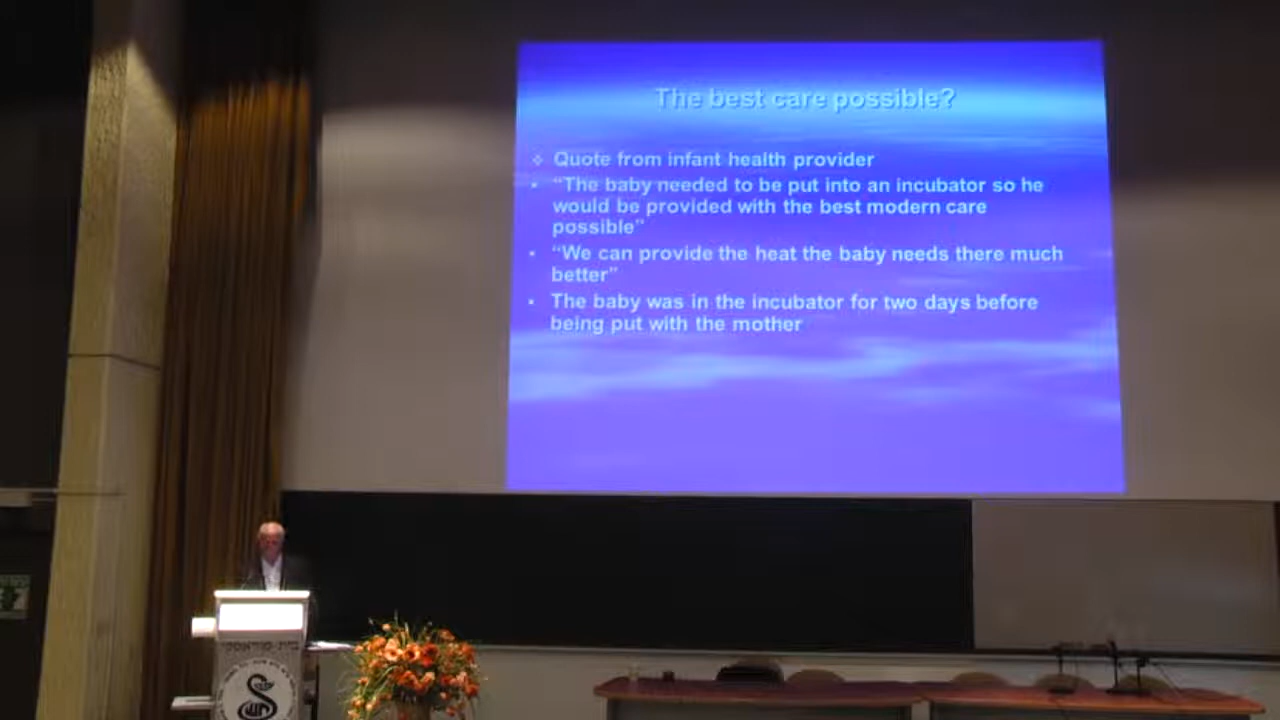 The best care possible?
Quote from infant health provider
"The baby needed to be put into an incubator so he
would be provided with the best modern care
possible"
"We can provide the heat the baby needs there much
better"
The baby was in the incubator for two days before
being put with the mother